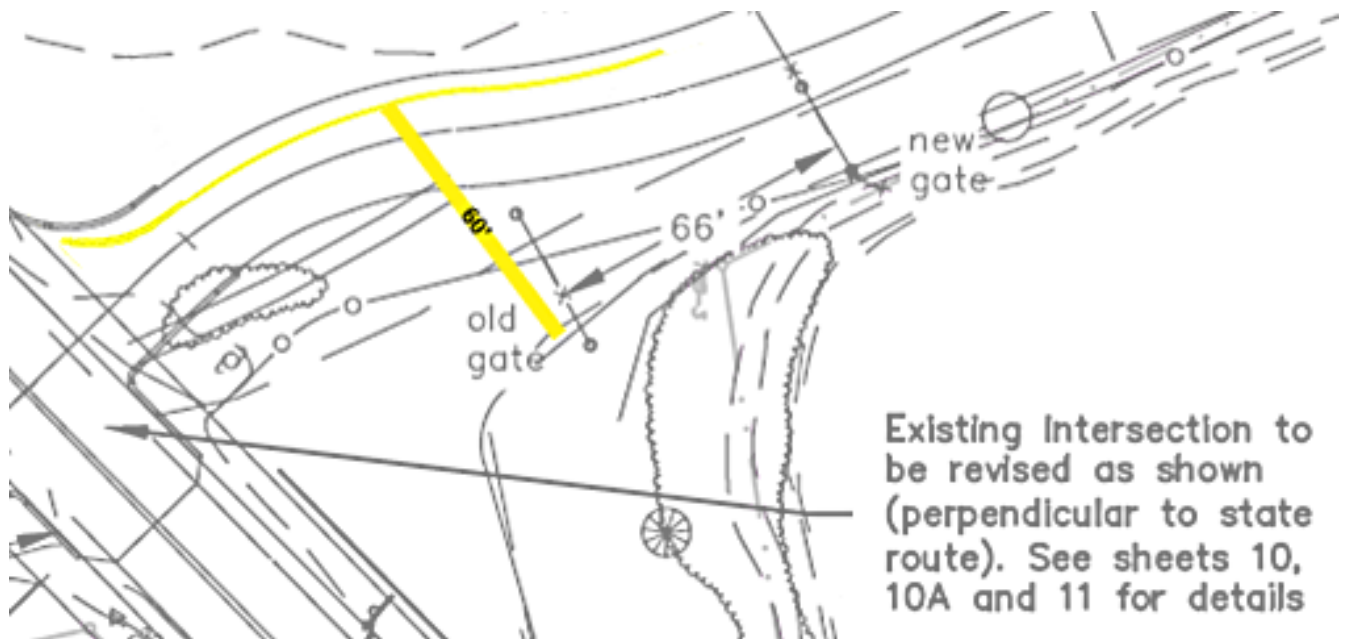 new
gate
66'
60'
old
gate
Existing intersection to
be revised as shown
(perpendicular to state
route). See sheets 10,
10A and 11 for details